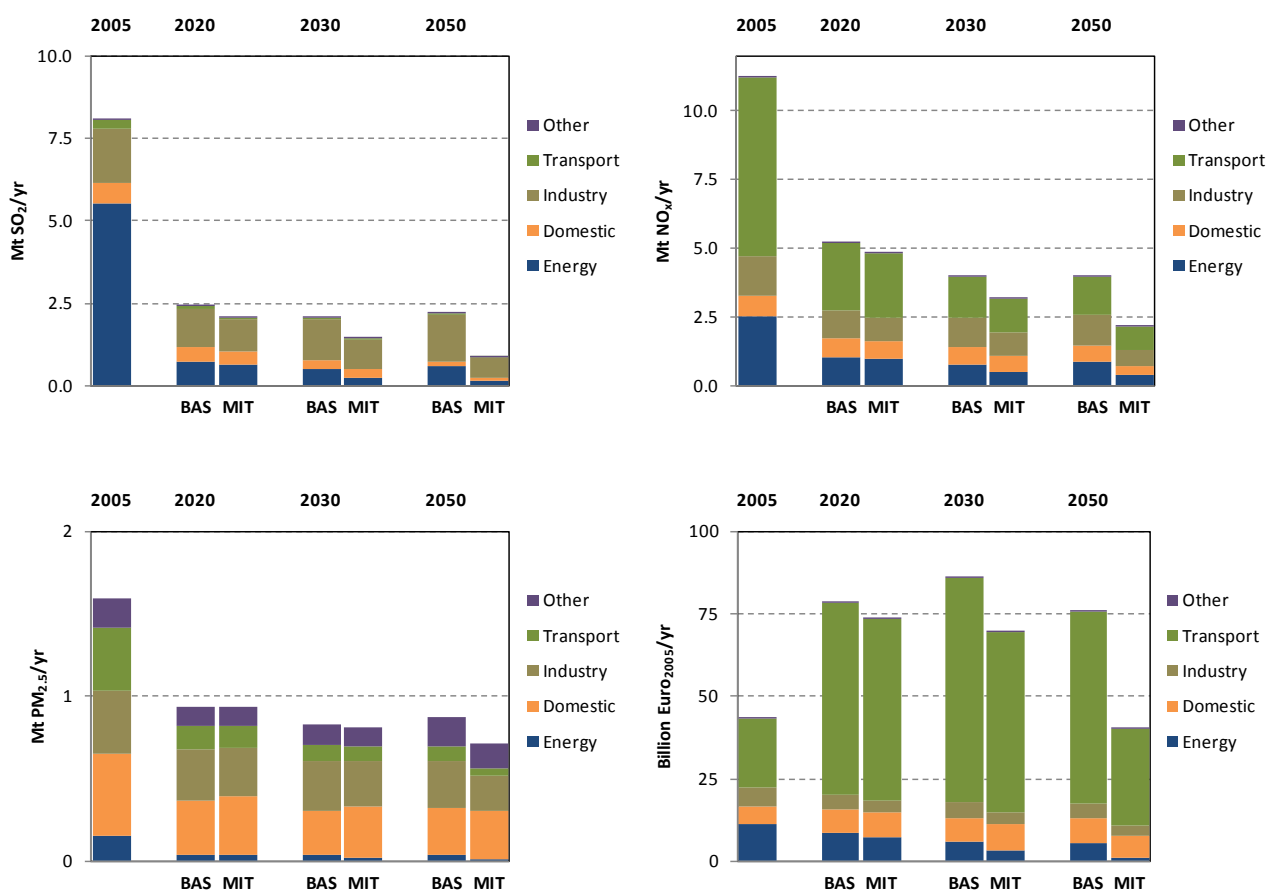 2005 2020 2030 2050
10.0
7.5
5.0
2.5
0.0
Mt SO2/yr
Other
Transport
Industry
Domestic
Energy
BAS MIT BAS MIT BAS MIT
2005 2020 2030 2050
10.0
7.5
5.0
2.5
0.0
Mt NOx/yr
Other
Transport
Industry
Domestic
Energy
BAS MIT BAS MIT BAS MIT
2005 2020 2030 2050
2
1
0
Mt PM2.5/yr
Other
Transport
Industry
Domestic
Energy
BAS MIT BAS MIT BAS MIT
2005 2020 2030 2050
100
75
50
25
0
Billion Euro2005/yr
Other
Transport
Industry
Domestic
Energy
BAS MIT BAS MIT BAS MIT